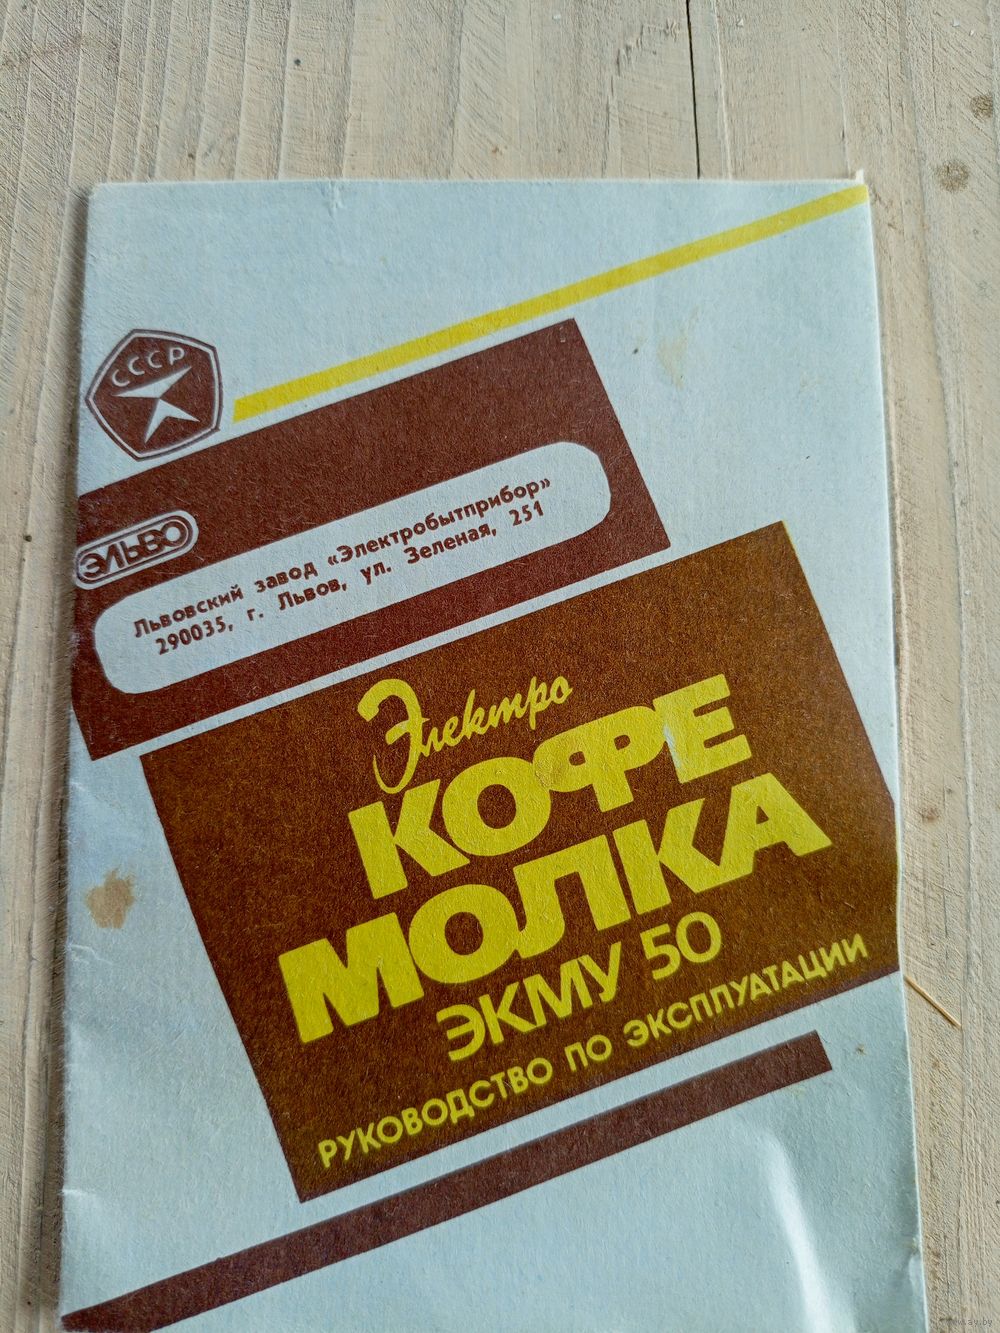 СССР
ЭЛЬВО
Львовский завод «Электробытприбор»
290035, г. Львов, ул. Зеленая, 251
Электро
КОФЕ
МОЛКА
ЭКМУ 50
РУКОВОДСТВО ПО ЭКСПЛУАТАЦИИ